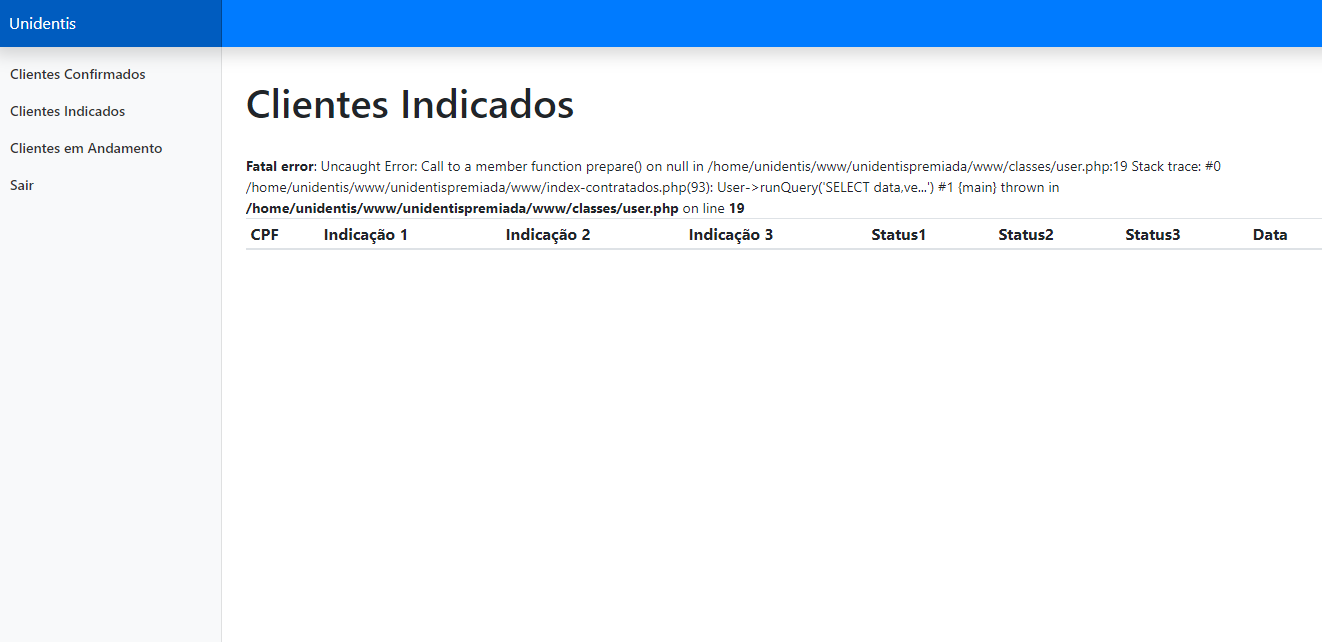 Unidentis
Clientes Confirmados
Clientes Indicados
Clientes em Andamento
Sair
Clientes Indicados
Fatal error: Uncaught Error: Call to a member function prepare() on null in /home/unidentis/www/unidentispremiada/www/classes/user.php:19 Stack trace: #0
/home/unidentis/www/unidentispremiada/www/index-contratados.php(93): User->runQuery('SELECT data,ve...') #1 {main} thrown in
/home/unidentis/www/unidentispremiada/www/classes/user.php on line 19
CPF Indicação 1 Indicação 2 Indicação 3 Status1 Status2 Status3 Data